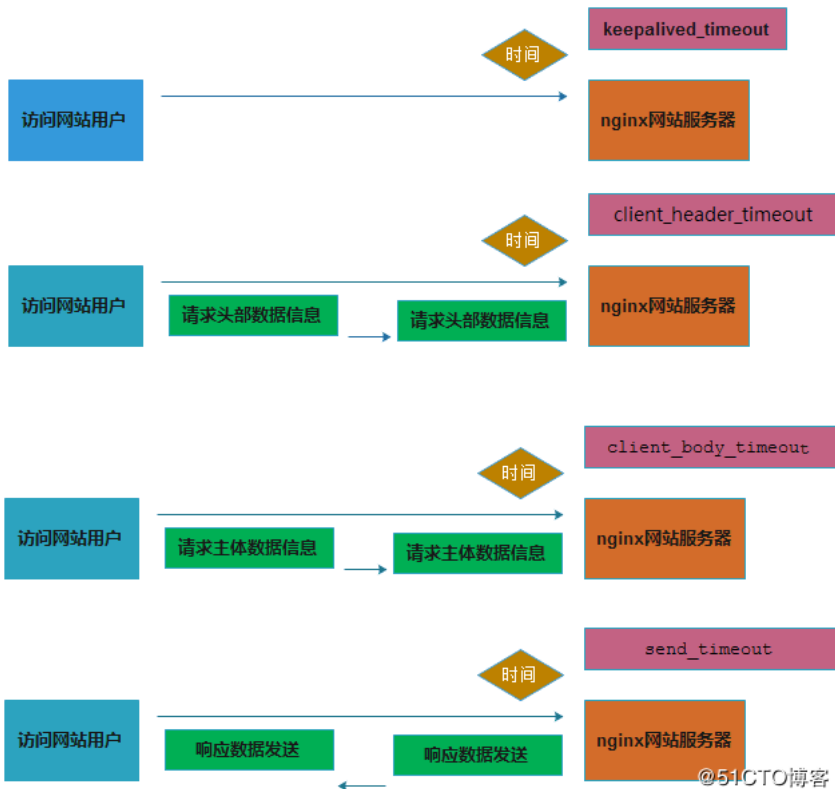 keepalived_timeout
时间
访问网站用户
nginx网站服务器
client_header_timeout
时间
访问网站用户
nginx网站服务器
请求头部数据信息
请求头部数据信息
client_body_timeout
时间
访问网站用户
nginx网站服务器
请求主体数据信息
请求主体数据信息
send_timeout
时间
访问网站用户
nginx网站服务器
响应数据发送
响应数据发送
@51CTO博客